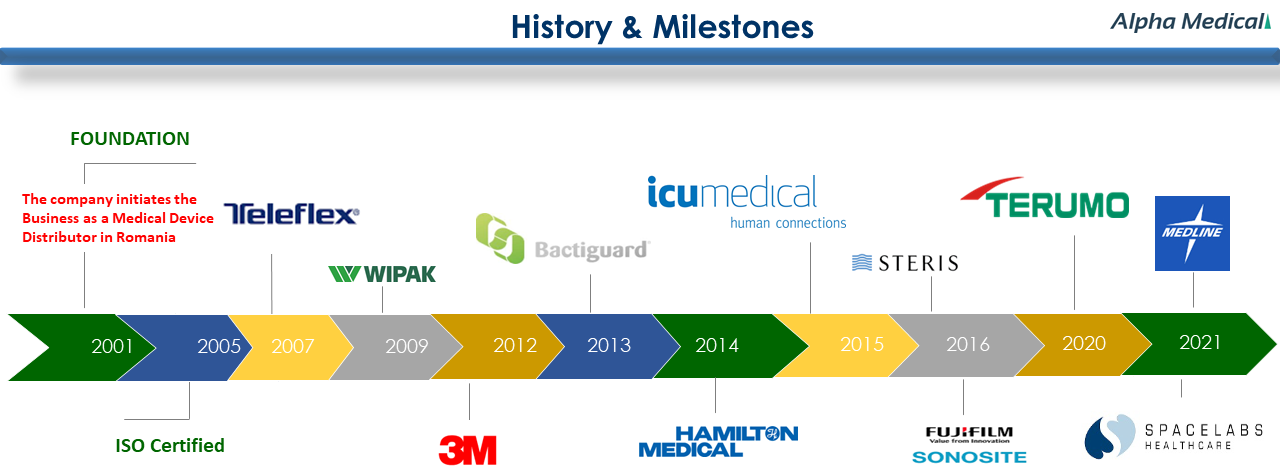 History & Milestones
Alpha Medical
FOUNDATION
The company initiates the
Business as a Medical Device
Distributor in Romania
Teleflex®
WIPAK
Bactiguard®
icumedical
human connections
STERIS
TERUMO
MEDLINE
2001
2005
2007
2009
2012
2013
2014
2015
2016
2020
2021
ISO Certified
3M
HAMILTON
MEDICAL
FUJIFILM
Value from Innovation
SONOSITE
SPACELABS
HEALTHCARE